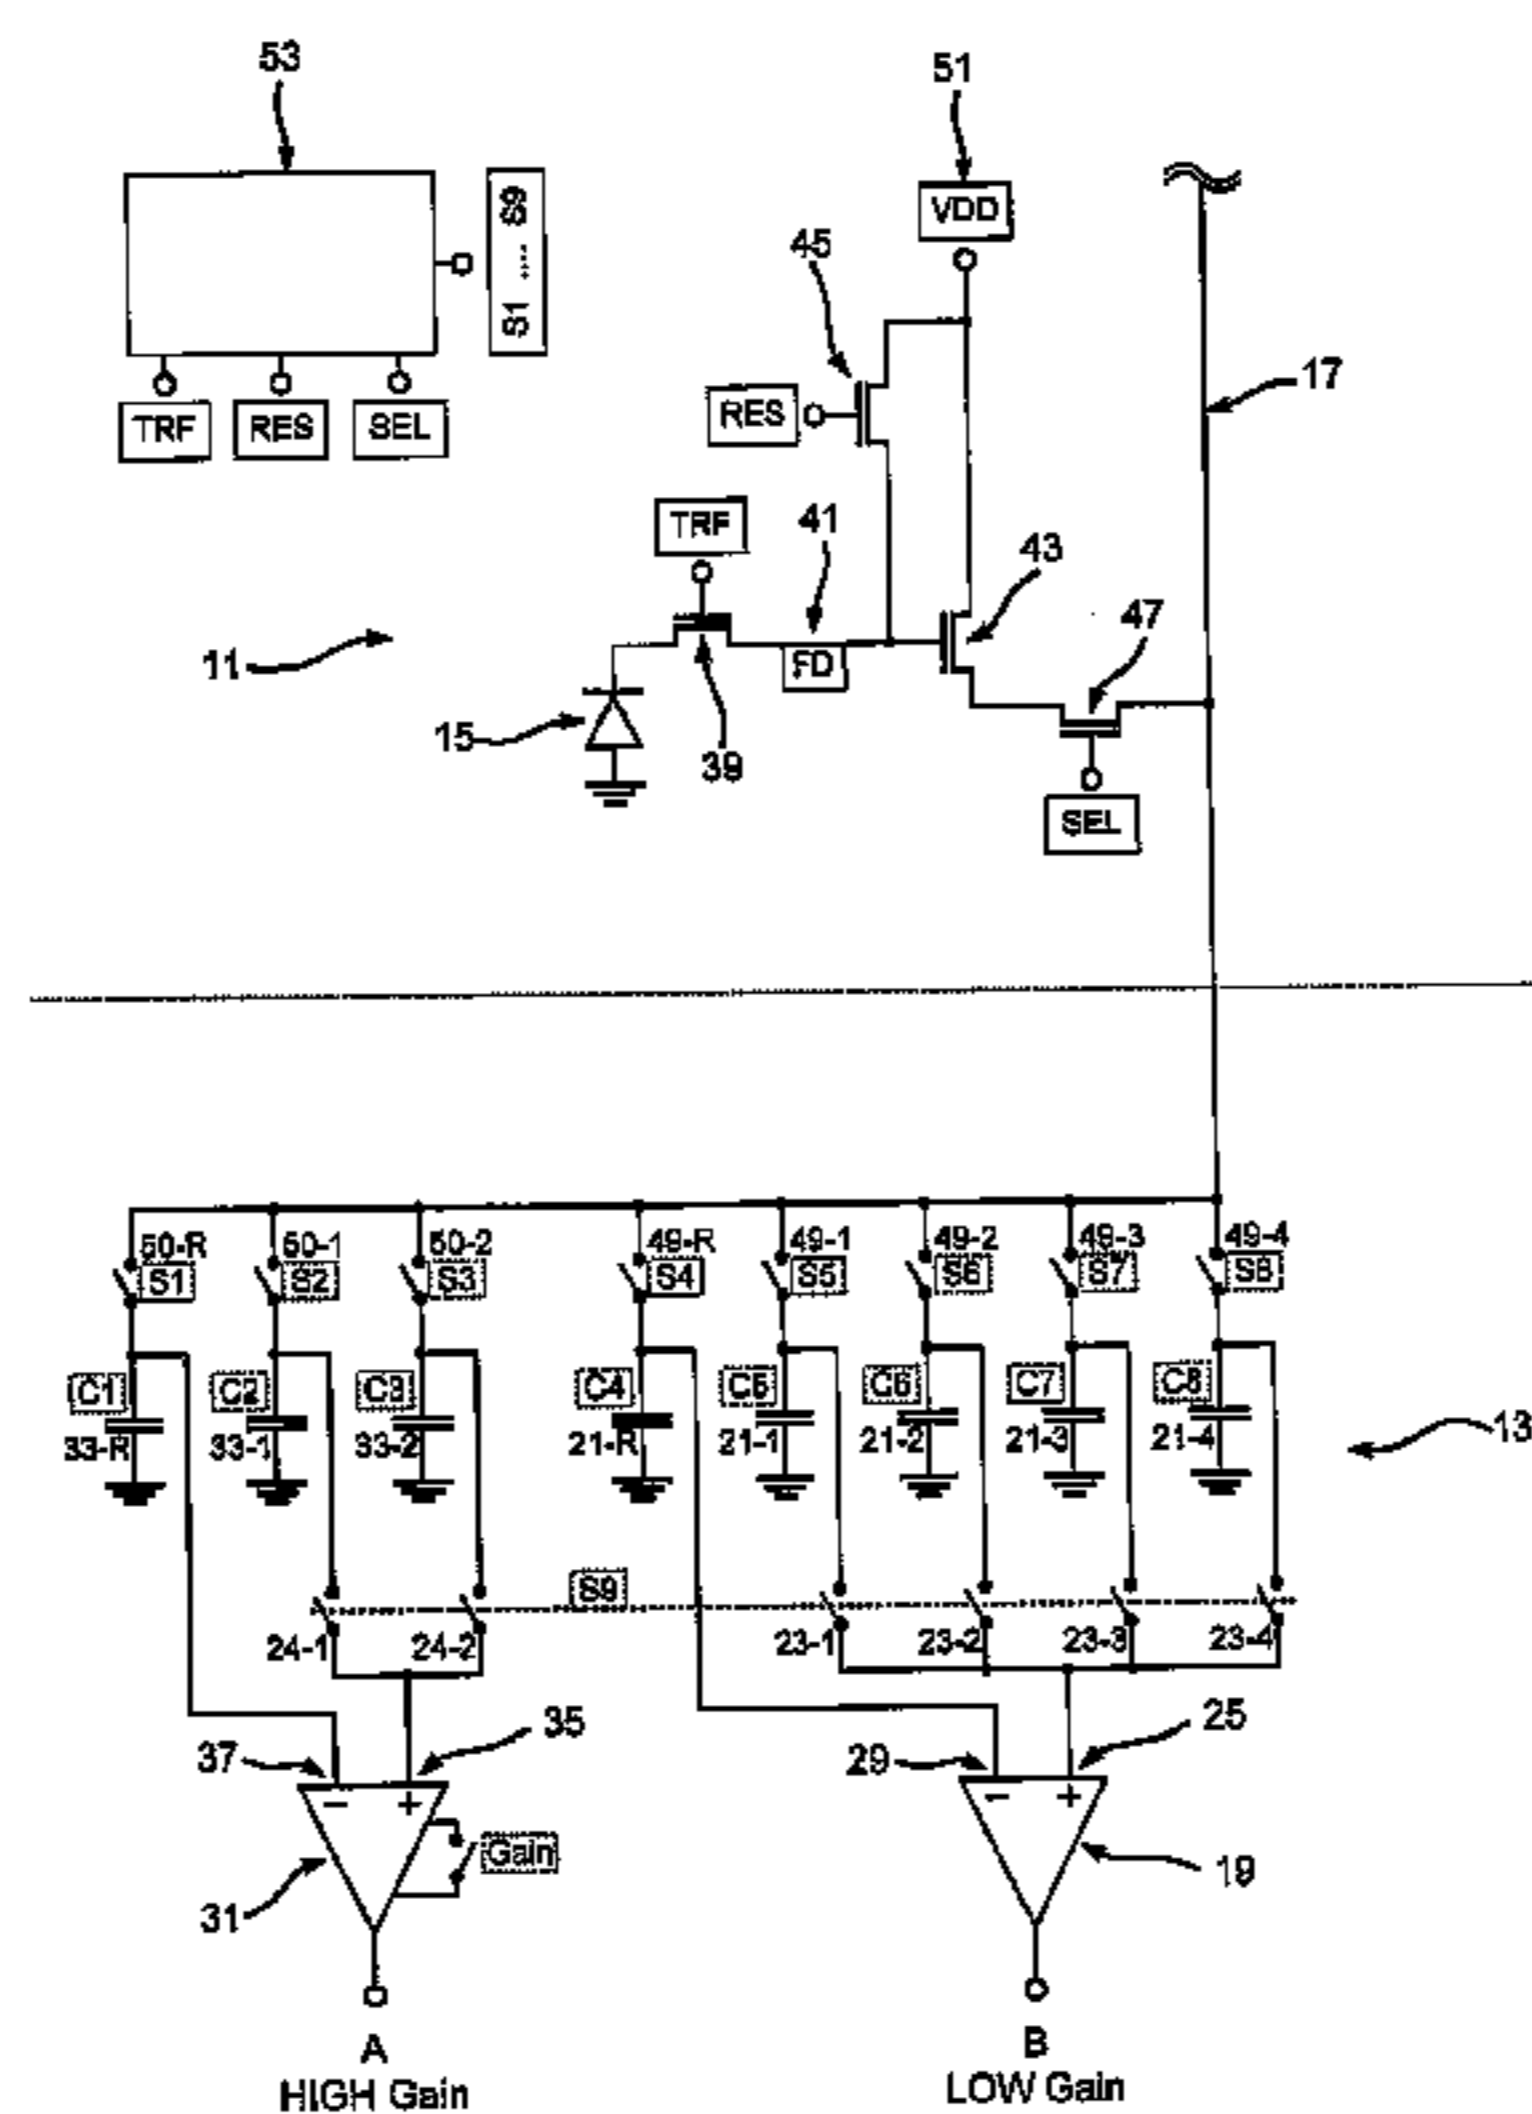 53
51
VDD
45
S1 .... S9
17
RES
TRF
RES
SEL
TRF
41
43
47
FD
11
15
39
SEL
50-R
50-1
50-2
49-R
49-1
49-2
49-3
49-4
S1
S2
S3
S4
S5
S6
S7
S8
C1
C2
C3
C4
C5
C6
C7
C8
33-R
33-1
33-2
21-R
21-1
21-2
21-3
21-4
13
S9
24-1
24-2
23-1
23-2
23-3
23-4
37
35
29
25
− +
− +
Gain
31
19
A
HIGH Gain
B
LOW Gain